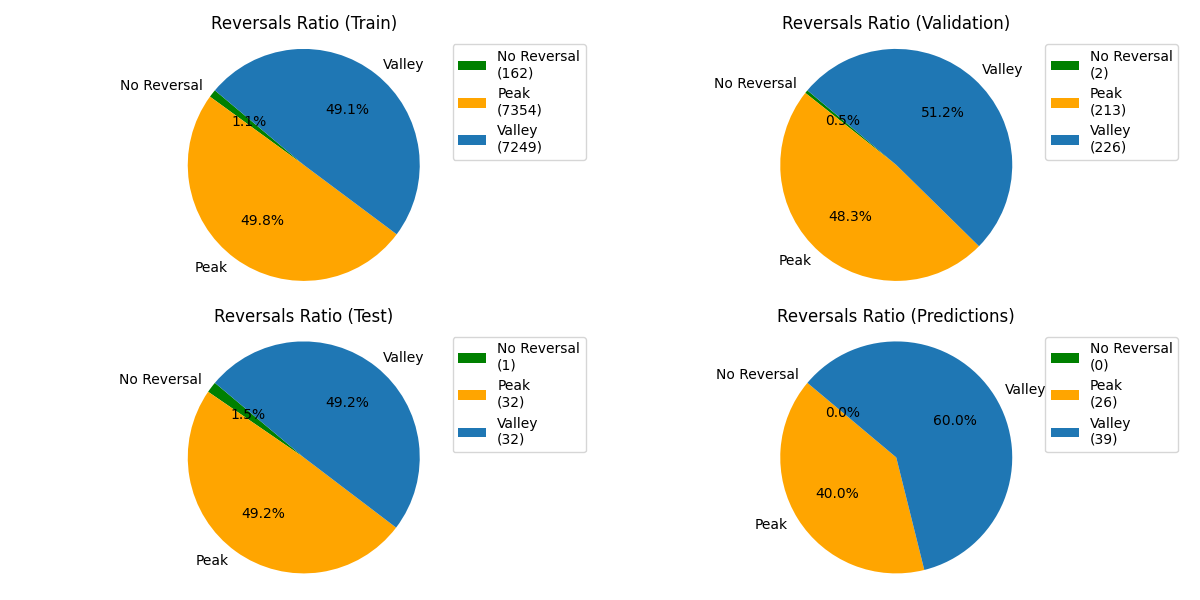 Reversals Ratio (Train)
No Reversal
Peak
Valley
1.1%
49.8%
49.1%
No Reversal
(162)
Peak
(7354)
Valley
(7249)
Reversals Ratio (Validation)
No Reversal
Peak
Valley
0.5%
48.3%
51.2%
No Reversal
(2)
Peak
(213)
Valley
(226)
Reversals Ratio (Test)
No Reversal
Peak
Valley
1.5%
49.2%
49.2%
No Reversal
(1)
Peak
(32)
Valley
(32)
Reversals Ratio (Predictions)
No Reversal
Peak
Valley
0.0%
40.0%
60.0%
No Reversal
(0)
Peak
(26)
Valley
(39)